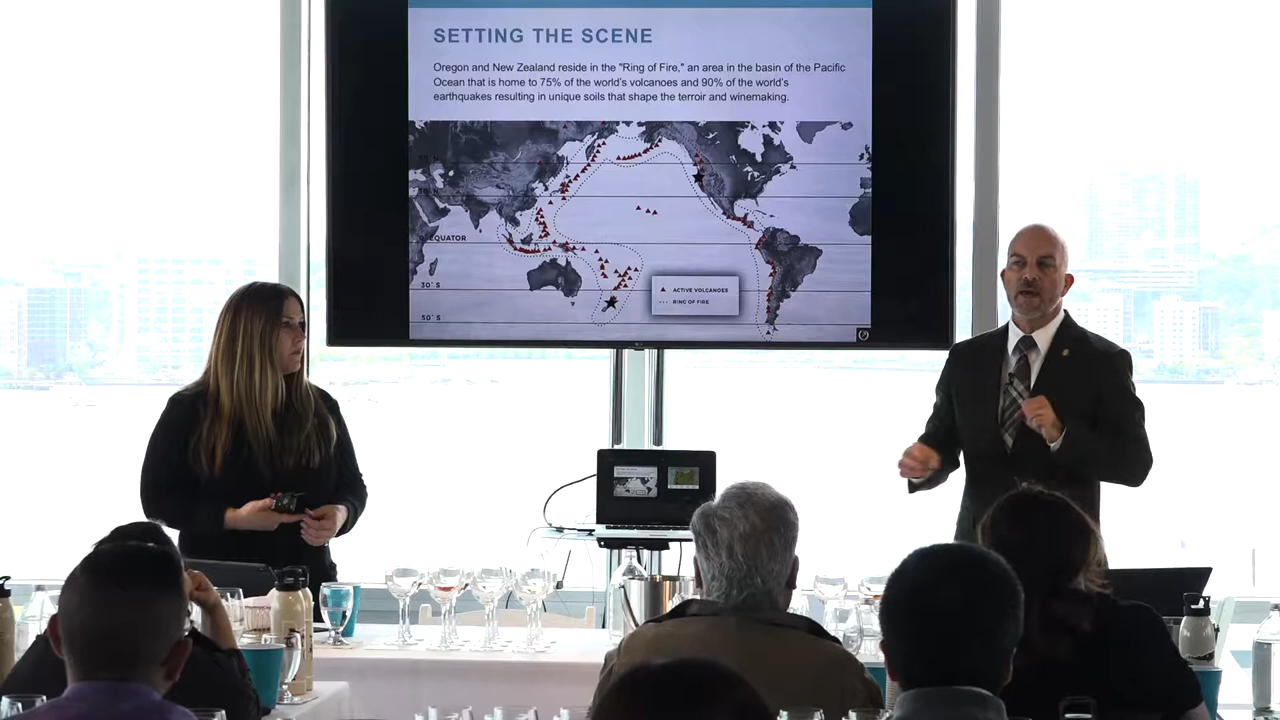 SETTING THE SCENE
Oregon and New Zealand reside in the "Ring of Fire," an area in the basin of the Pacific
Ocean that is home to 75% of the world's volcanoes and 90% of the world's
earthquakes resulting in unique soils that shape the terroir and winemaking.
EQUATOR
30° S
50° S
ACTIVE VOLCANOES
RING OF FIRE